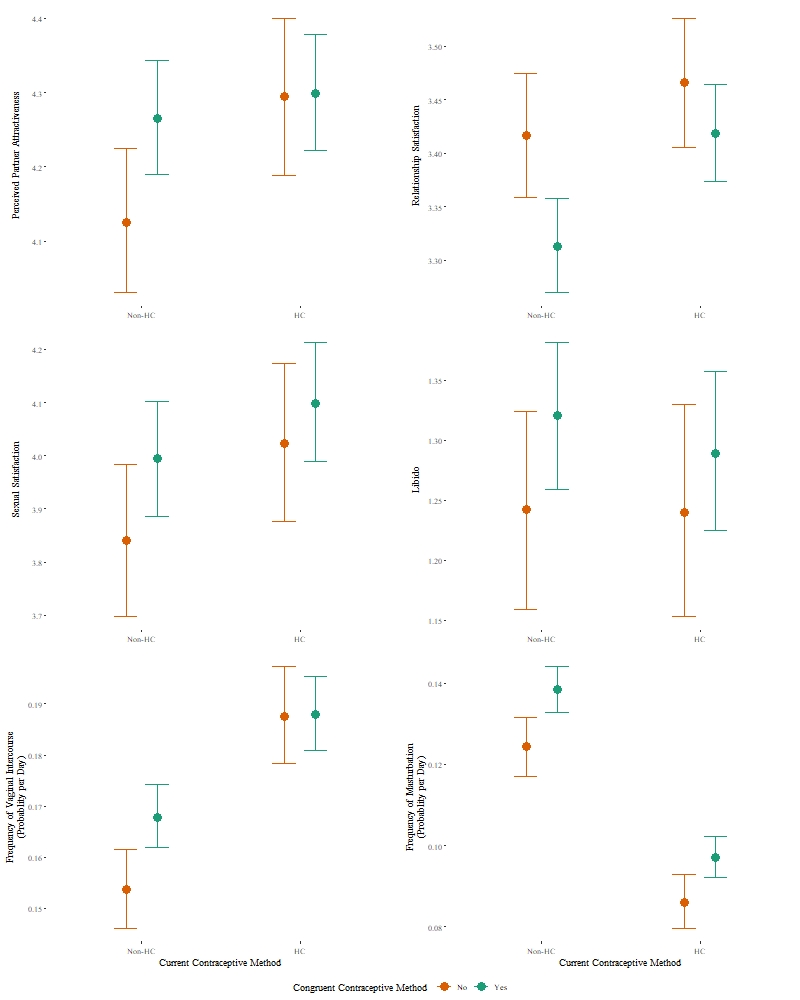 Perceived Partner Attractiveness
4.4
4.3
4.2
4.1
Non-HC
HC
Relationship Satisfaction
3.50
3.45
3.40
3.35
3.30
Non-HC
HC
Sexual Satisfaction
4.2
4.1
4.0
3.9
3.8
3.7
Non-HC
HC
Libido
1.35
1.30
1.25
1.20
1.15
Non-HC
HC
Frequency of Vaginal Intercourse
(Probablity per Day)
0.19
0.18
0.17
0.16
0.15
Non-HC
HC
Current Contraceptive Method
Frequency of Masturbation
(Probablity per Day)
0.14
0.12
0.10
0.08
Non-HC
HC
Current Contraceptive Method
Congruent Contraceptive Method No Yes